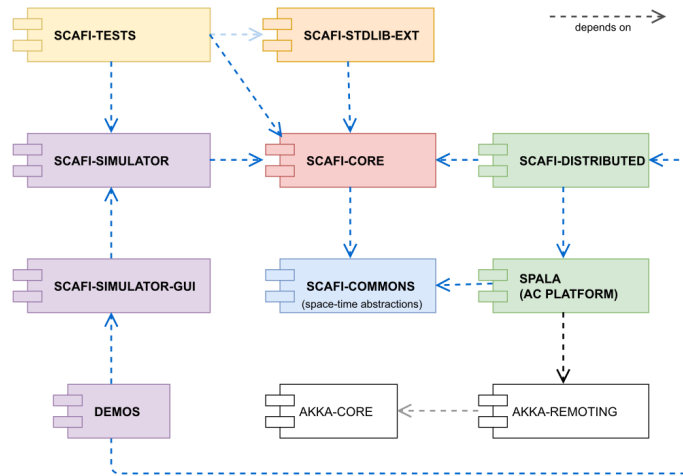 SCAFI-TESTS
SCAFI-STDLIB-EXT
depends on
SCAFI-SIMULATOR
SCAFI-CORE
SCAFI-DISTRIBUTED
SCAFI-SIMULATOR-GUI
SCAFI-COMMONS
(space-time abstractions)
SPALA
(AC PLATFORM)
DEMOS
AKKA-CORE
AKKA-REMOTING